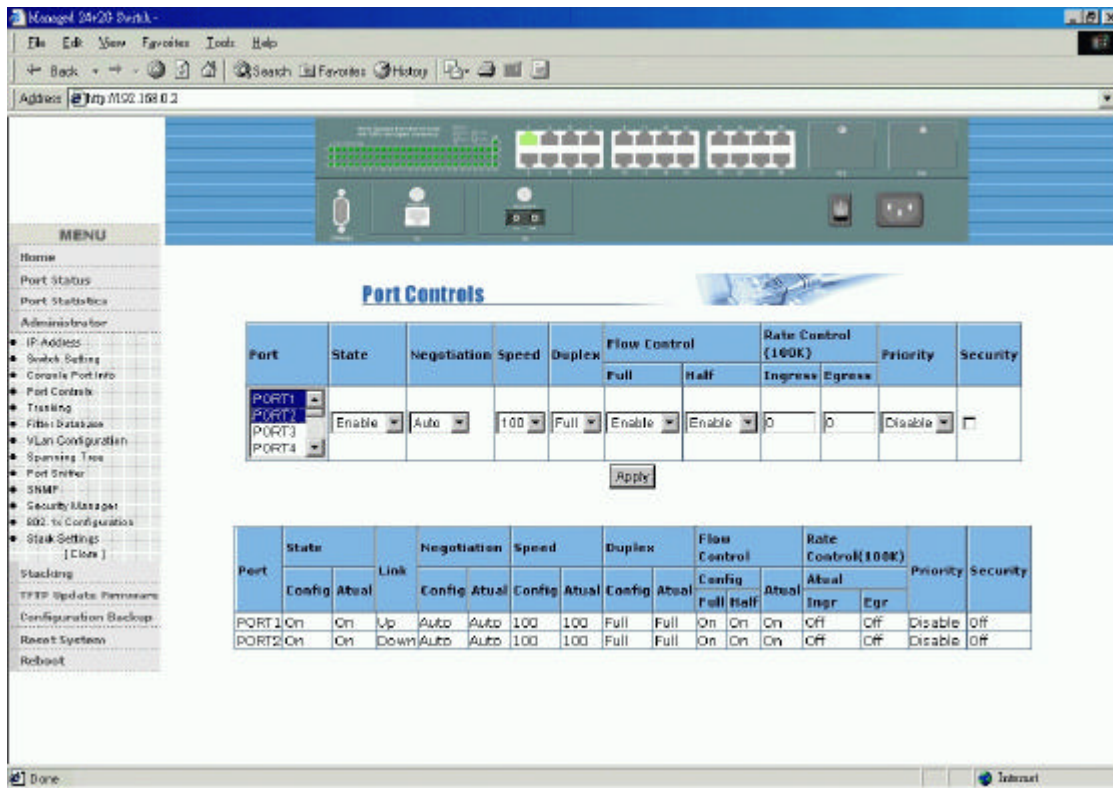 Managed 24+2G Switch -
File Edit View Favorites Tools Help
Back Search Favorites History
Address http://192.168.0.2
MENU
Home
Port Status
Port Statistics
Administrator
IP Address
Switch Setting
Console Port Info
Port Controls
Trunking
Filter Database
VLan Configuration
Spanning Tree
Port Sniffer
SNMP
Security Manager
802.1x Configuration
Stack Settings
[ Close ]
Stacking
TFTP Update Firmware
Configuration Backup
Reset System
Reboot
Port Controls
Port State Negotiation Speed Duplex Flow Control Rate Control (100K) Priority Security
Full Half Ingress Egress
PORT1
PORT2
PORT3
PORT4
Enable Auto 100 Full Enable Enable 0 0 Disable
Apply
Port State Link Negotiation Speed Duplex Flow Control Rate Control(100K) Priority Security
Config Atual Config Atual Config Atual Config Atual Config Atual Atual
Full Half Ingr Egr
PORT1 On On Up Auto Auto 100 100 Full Full On On On Off Off Disable Off
PORT2 On On Down Auto Auto 100 100 Full Full On On On Off Off Disable Off
Done
Internet